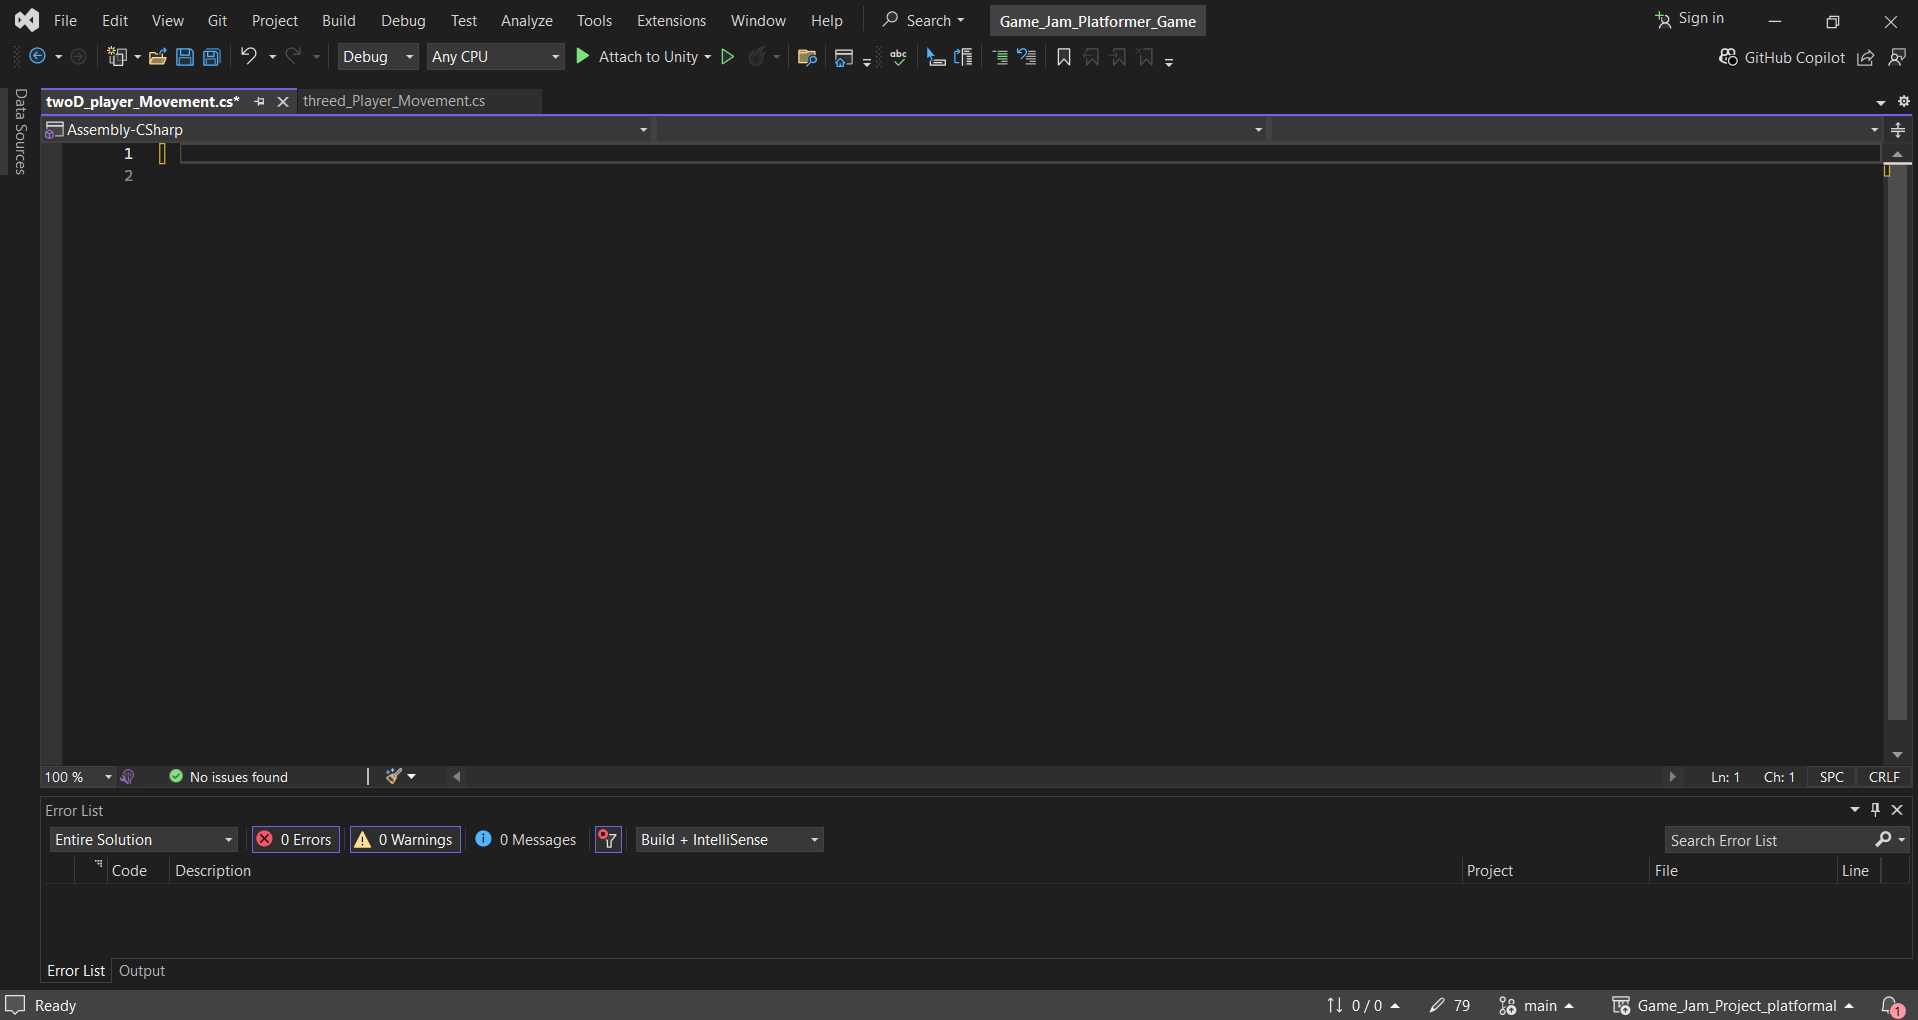 File Edit View Git Project Build Debug Test Analyze Tools Extensions Window Help Search Game_Jam_Platformer_Game Sign in
Debug Any CPU Attach to Unity abc GitHub Copilot
Data Sources
twoD_player_Movement.cs* threed_Player_Movement.cs
Assembly-CSharp
1
2
100 % No issues found Ln: 1 Ch: 1 SPC CRLF
Error List
Entire Solution 0 Errors 0 Warnings 0 Messages Build + IntelliSense Search Error List
Code Description Project File Line
Error List Output
Ready 0 / 0 79 main Game_Jam_Project_platformal 1